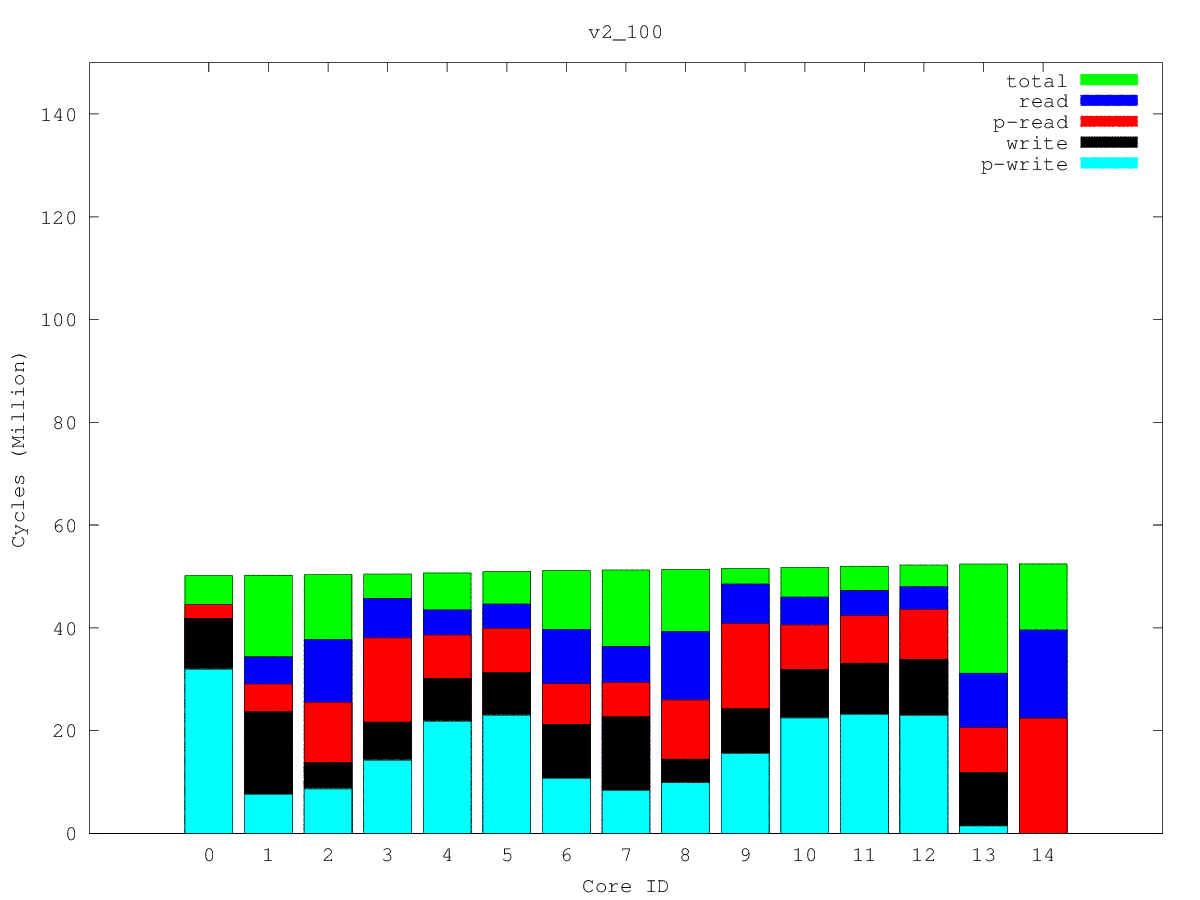 v2_100
total
read
p-read
write
p-write
140
120
100
80
60
40
20
0
Cycles (Million)
0 1 2 3 4 5 6 7 8 9 10 11 12 13 14
Core ID